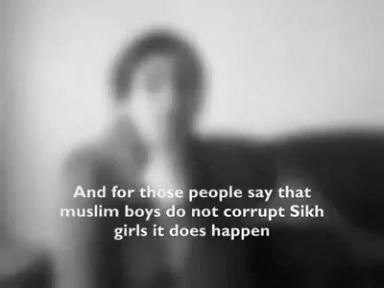 And for those people say that
muslim boys do not corrupt Sikh
girls it does happen